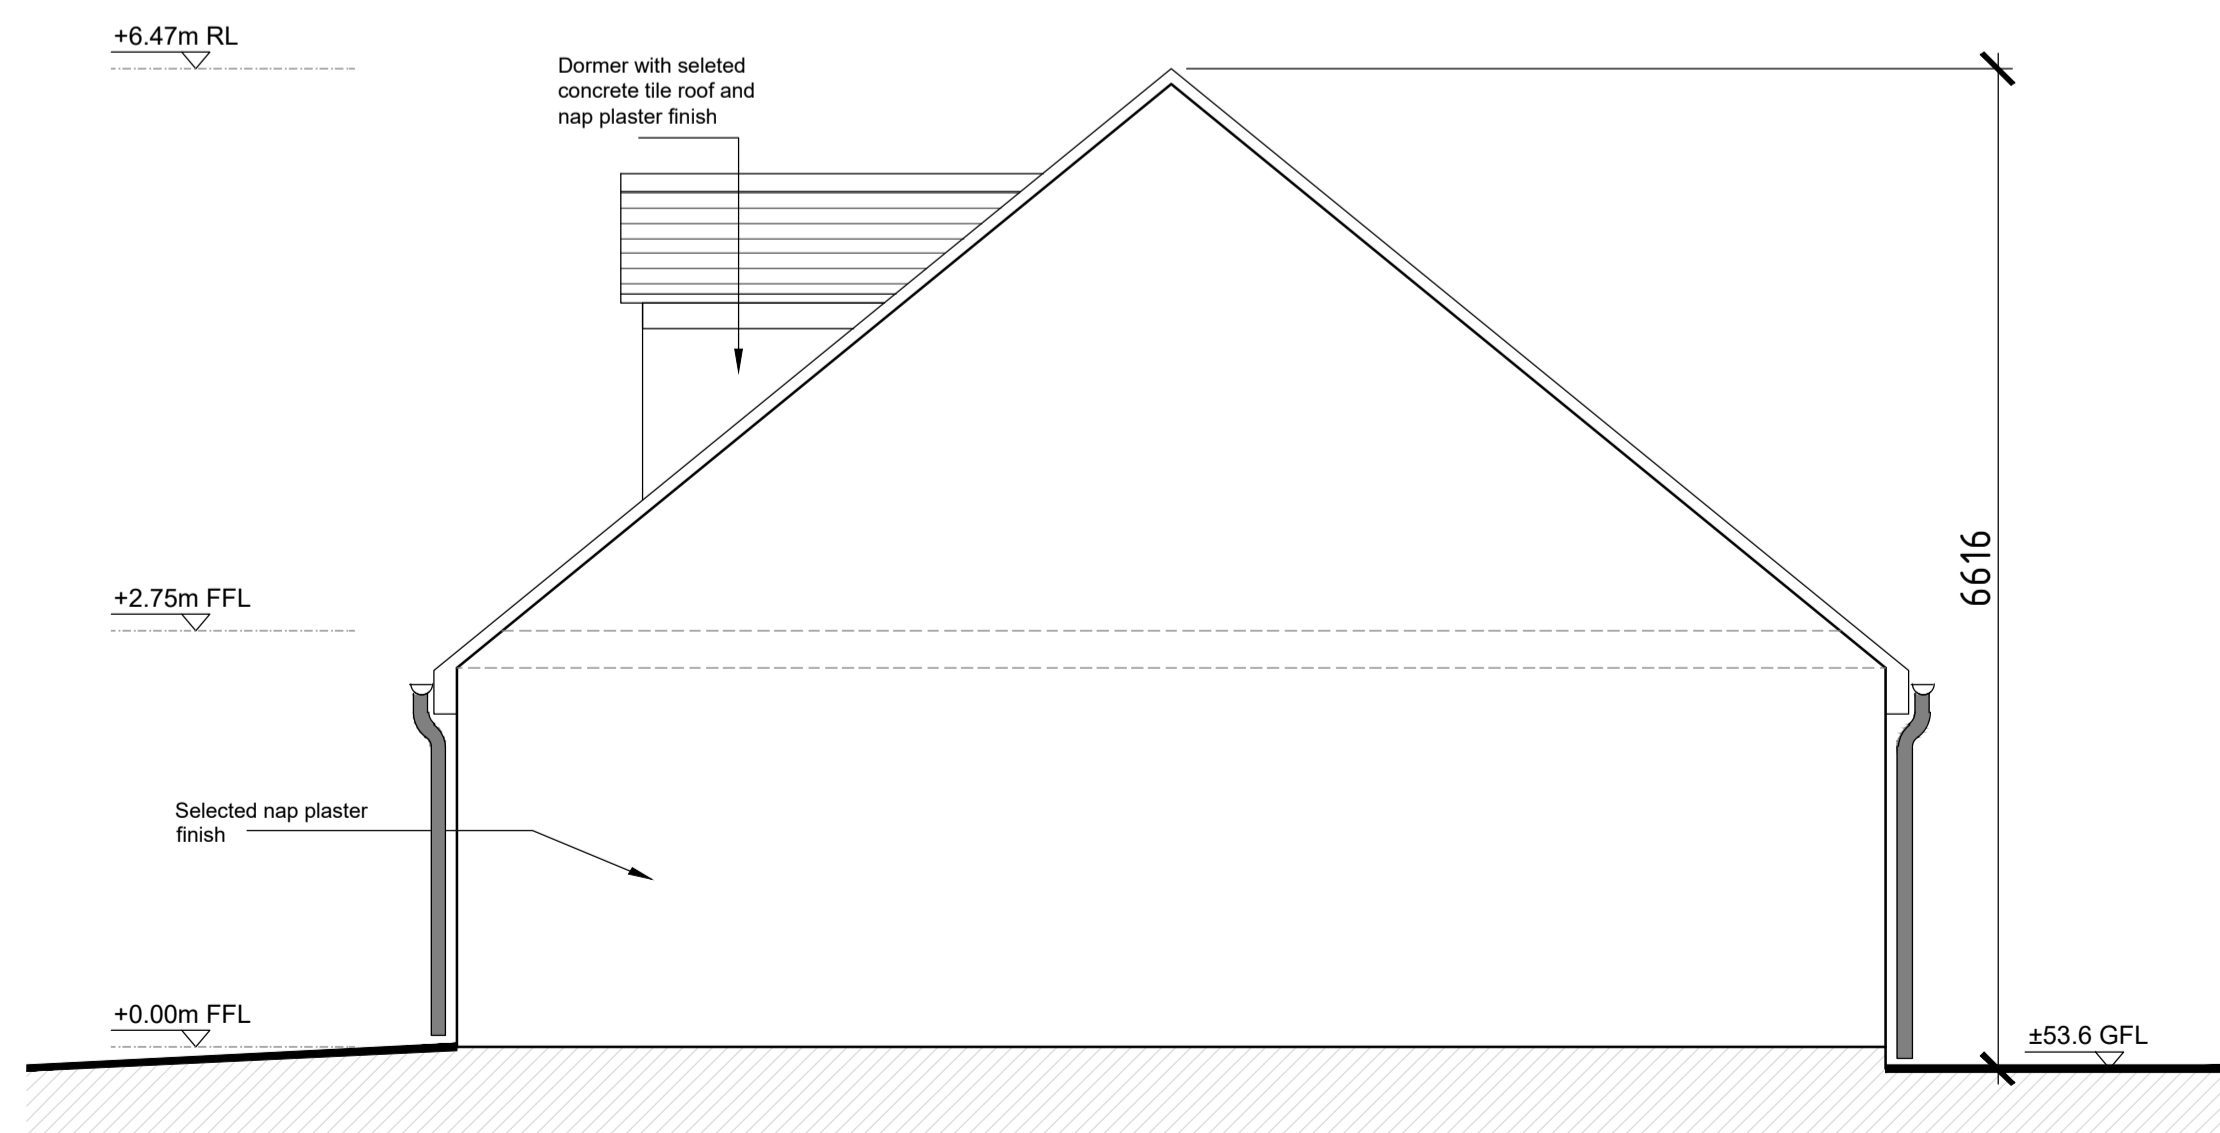 +6.47m RL
Dormer with seleted
concrete tile roof and
nap plaster finish
+2.75m FFL
6616
Selected nap plaster
finish
+0.00m FFL
±53.6 GFL